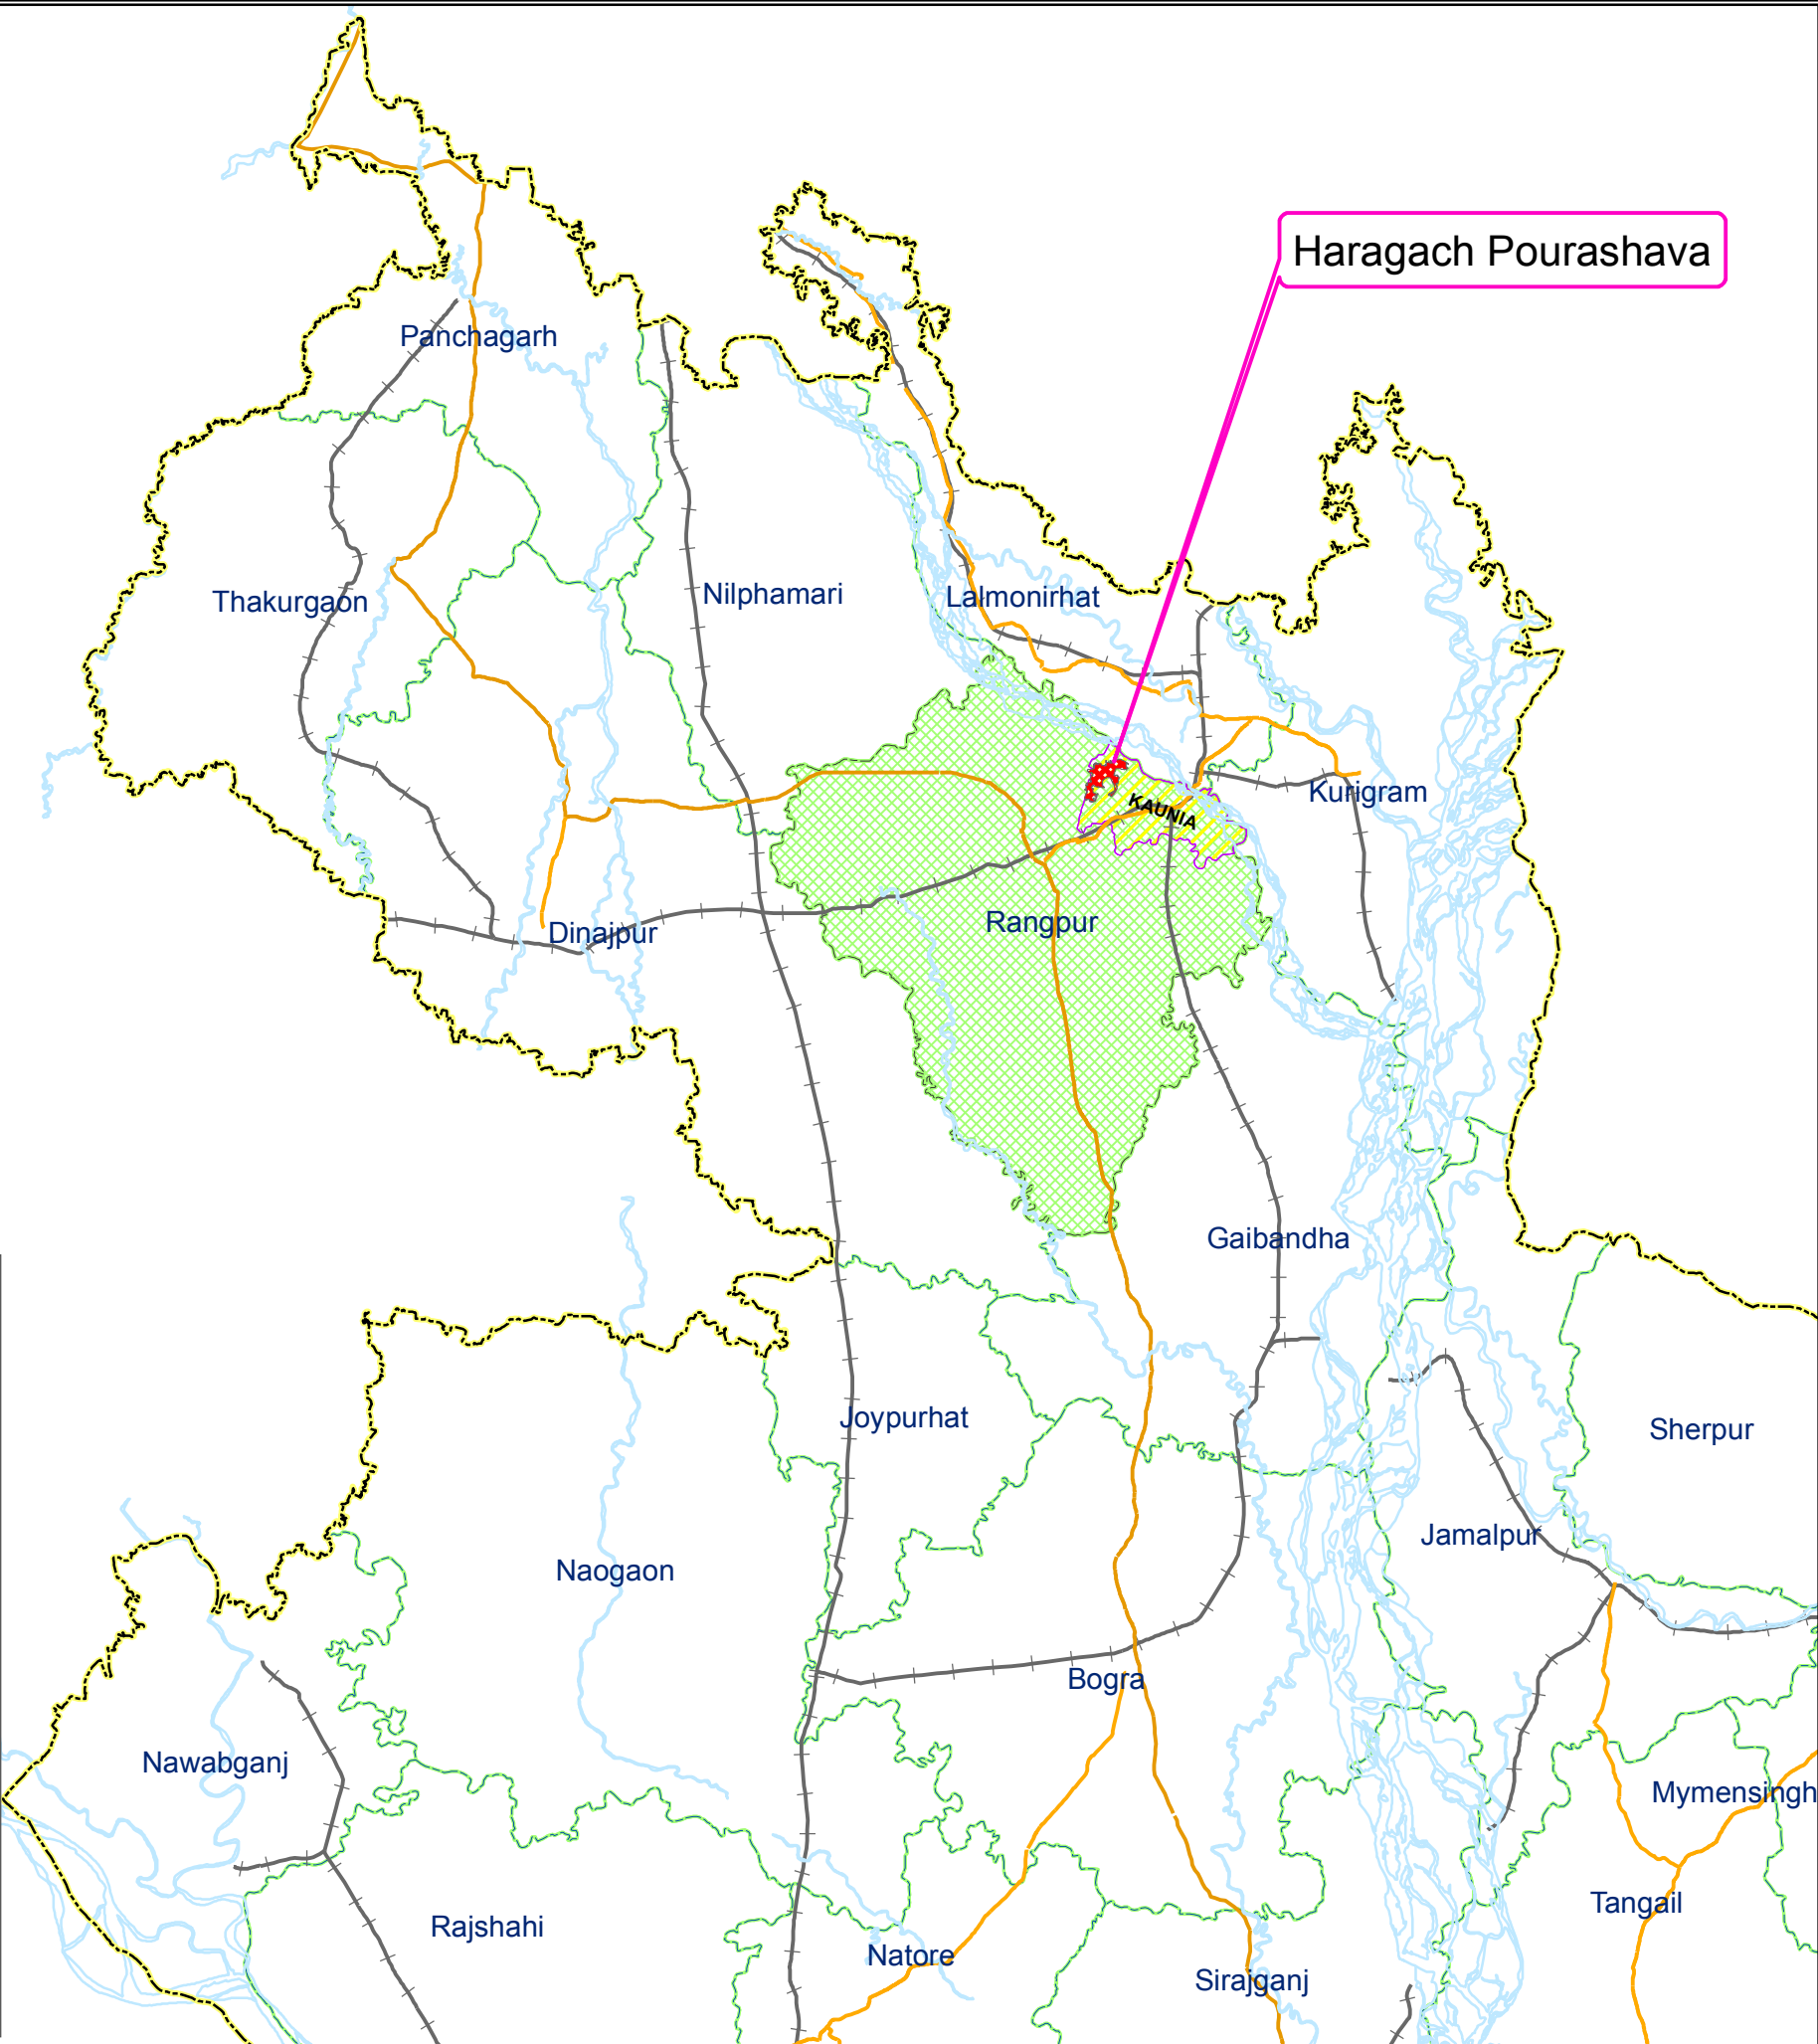 Haragach Pourashava
Panchagarh
Thakurgaon
Nilphamari
Lalmonirhat
Kurigram
KAUNIA
Rangpur
Dinajpur
Gaibandha
Joypurhat
Sherpur
Jamalpur
Naogaon
Bogra
Nawabganj
Mymensingh
Tangail
Rajshahi
Natore
Sirajganj